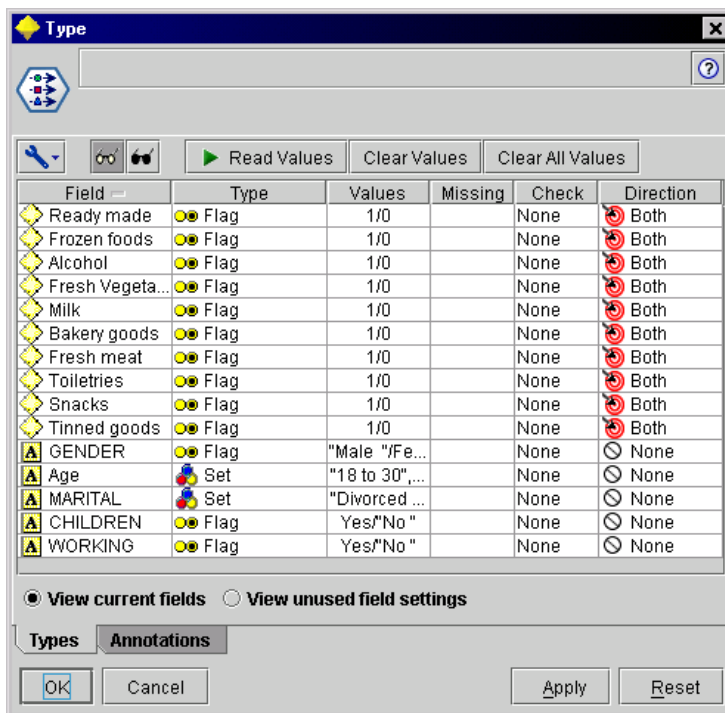 Type
Read Values Clear Values Clear All Values
Field Type Values Missing Check Direction
Ready made Flag 1/0 None Both
Frozen foods Flag 1/0 None Both
Alcohol Flag 1/0 None Both
Fresh Vegeta... Flag 1/0 None Both
Milk Flag 1/0 None Both
Bakery goods Flag 1/0 None Both
Fresh meat Flag 1/0 None Both
Toiletries Flag 1/0 None Both
Snacks Flag 1/0 None Both
Tinned goods Flag 1/0 None Both
A GENDER Flag "Male "/Fe... None None
A Age Set "18 to 30",... None None
A MARITAL Set "Divorced ... None None
A CHILDREN Flag Yes/"No " None None
A WORKING Flag Yes/"No " None None
View current fields View unused field settings
Types Annotations
OK Cancel Apply Reset